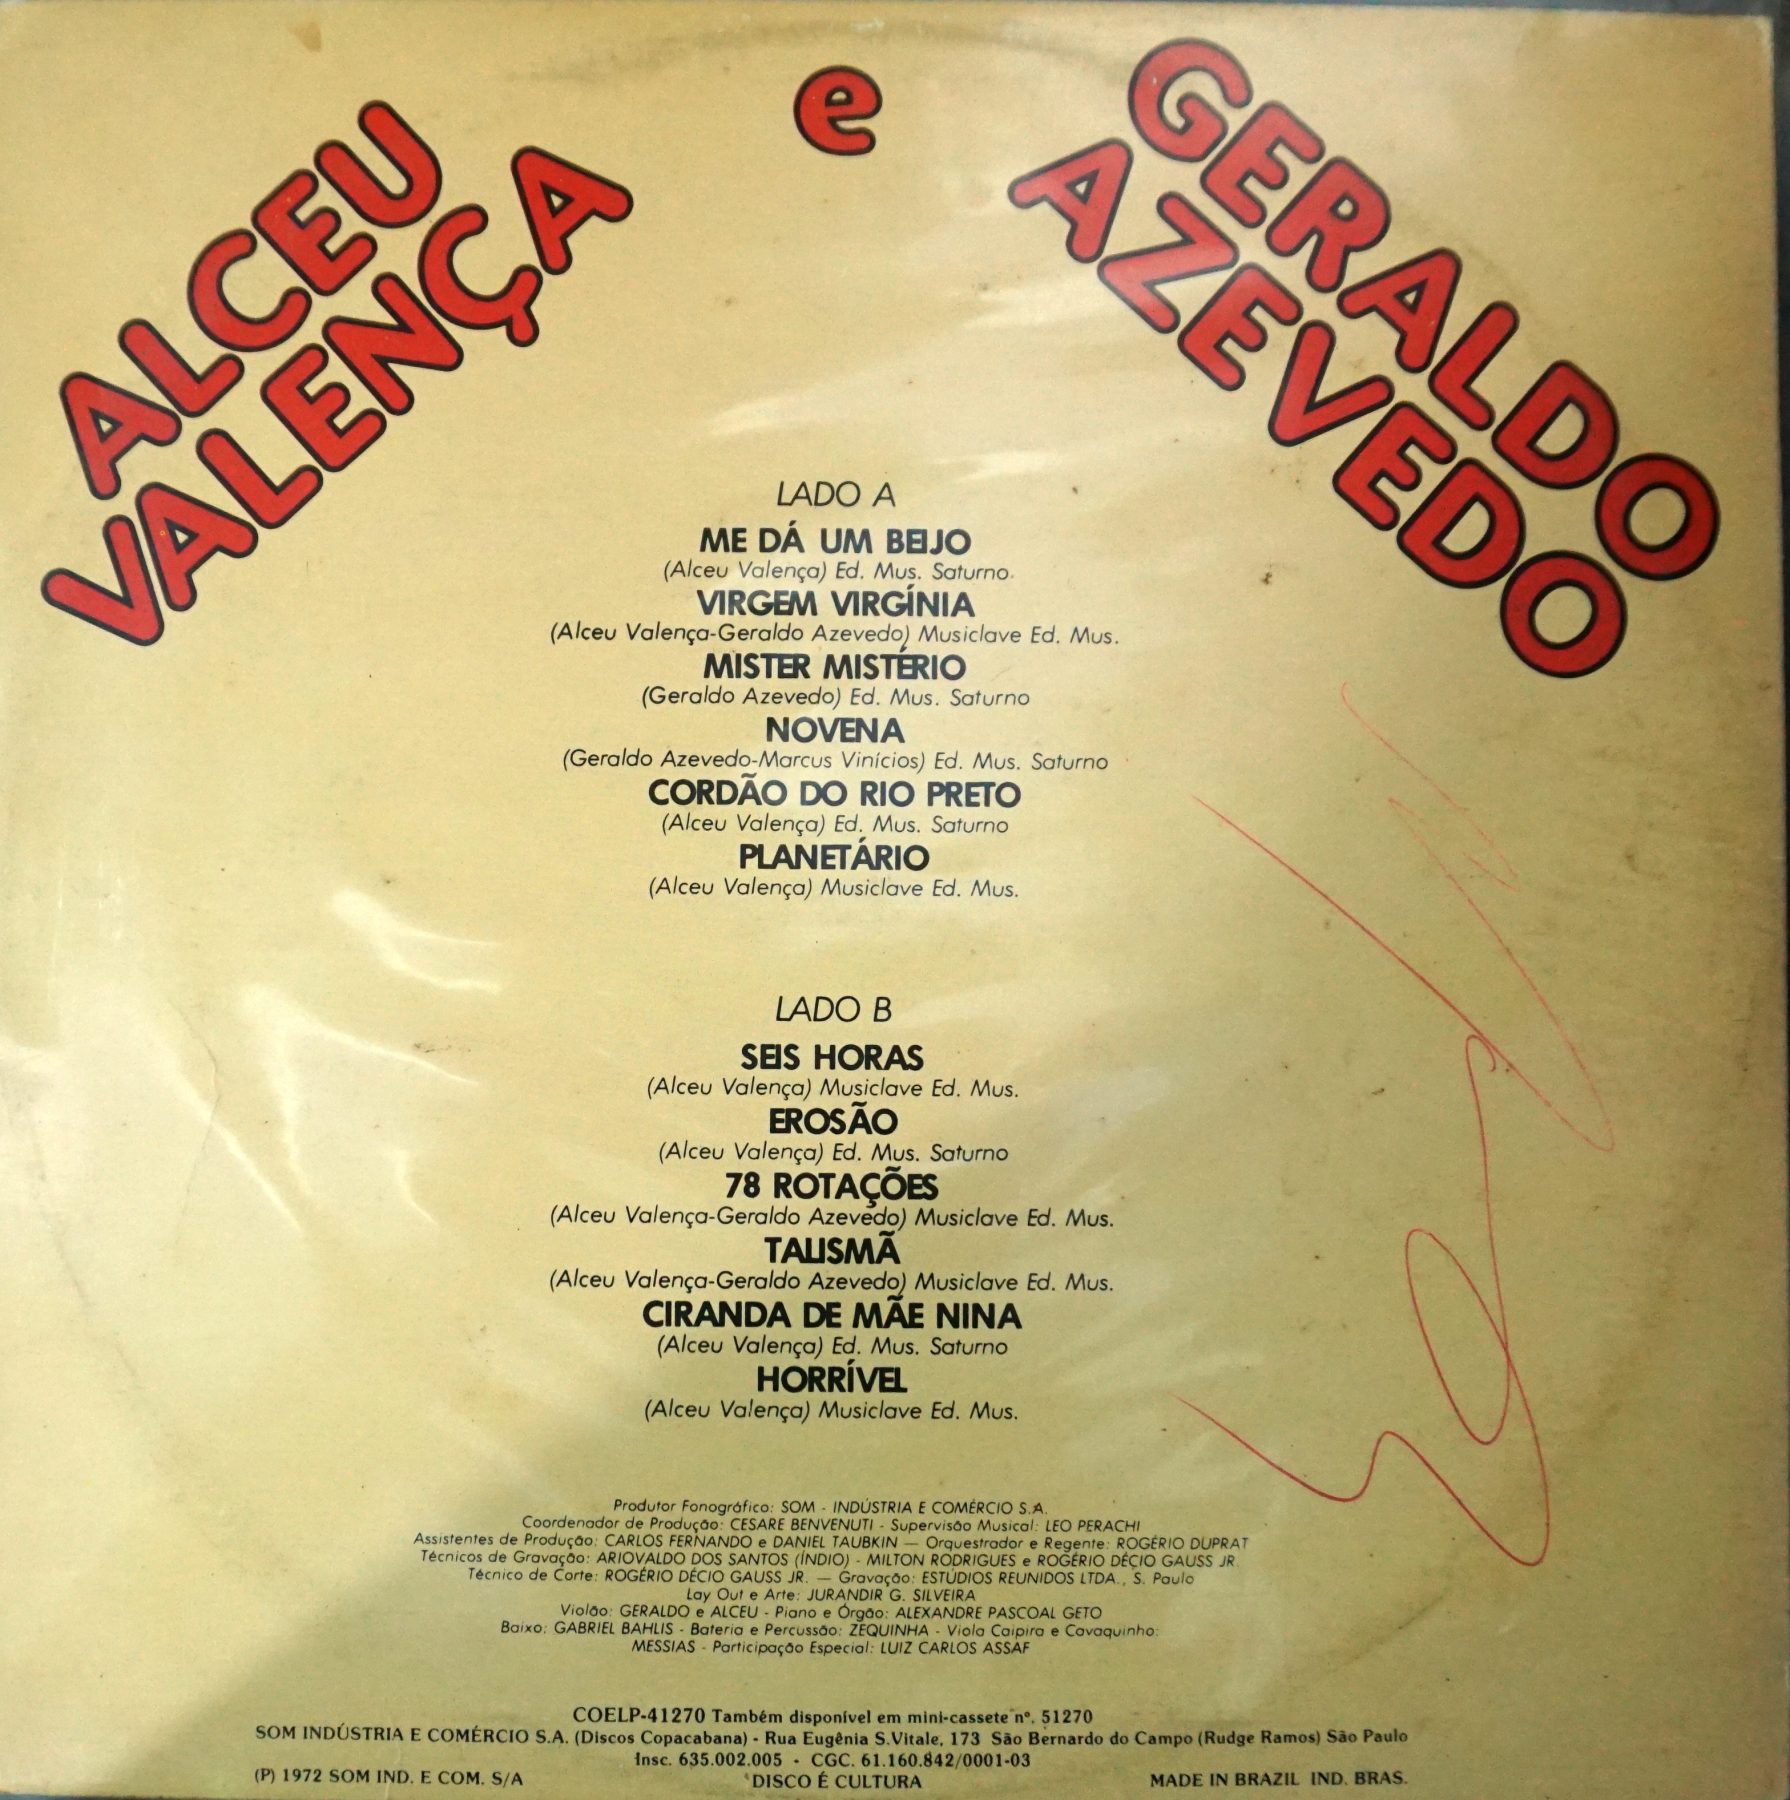 ALCEU
VALENÇA
e
GERALDO
AZEVEDO
LADO A
ME DÁ UM BEIJO
(Alceu Valença) Ed. Mus. Saturno.
VIRGEM VIRGÍNIA
(Alceu Valença-Geraldo Azevedo) Musiclave Ed. Mus.
MISTER MISTÉRIO
(Geraldo Azevedo) Ed. Mus. Saturno
NOVENA
(Geraldo Azevedo-Marcus Vinícios) Ed. Mus. Saturno
CORDÃO DO RIO PRETO
(Alceu Valença) Ed. Mus. Saturno
PLANETÁRIO
(Alceu Valença) Musiclave Ed. Mus.
LADO B
SEIS HORAS
(Alceu Valença) Musiclave Ed. Mus.
EROSÃO
(Alceu Valença) Ed. Mus. Saturno
78 ROTAÇÕES
(Alceu Valença-Geraldo Azevedo) Musiclave Ed. Mus.
TALISMÃ
(Alceu Valença-Geraldo Azevedo) Musiclave Ed. Mus.
CIRANDA DE MÃE NINA
(Alceu Valença) Ed. Mus. Saturno
HORRÍVEL
(Alceu Valença) Musiclave Ed. Mus.
Produtor Fonográfico: SOM - INDÚSTRIA E COMÉRCIO S.A.
Coordenador de Produção: CESARE BENVENUTI - Supervisão Musical: LEO PERACHI
Assistentes de Produção: CARLOS FERNANDO e DANIEL TAUBKIN — Orquestrador e Regente: ROGÉRIO DUPRAT
Técnicos de Gravação: ARIOVALDO DOS SANTOS (ÍNDIO) - MILTON RODRIGUES e ROGÉRIO DÉCIO GAUSS JR.
Técnico de Corte: ROGÉRIO DÉCIO GAUSS JR. — Gravação: ESTÚDIOS REUNIDOS LTDA., S. Paulo
Lay Out e Arte: JURANDIR G. SILVEIRA
Violão: GERALDO e ALCEU - Piano e Órgão: ALEXANDRE PASCOAL GETO
Baixo: GABRIEL BAHLIS - Bateria e Percussão: ZEQUINHA - Viola Caipira e Cavaquinho:
MESSIAS - Participação Especial: LUIZ CARLOS ASSAF
COELP-41270 Também disponível em mini-cassete nº. 51270
SOM INDÚSTRIA E COMÉRCIO S.A. (Discos Copacabana) - Rua Eugênia S.Vitale, 173 São Bernardo do Campo (Rudge Ramos) São Paulo
Insc. 635.002.005 - CGC. 61.160.842/0001-03
(P) 1972 SOM IND. E COM. S/A DISCO É CULTURA MADE IN BRAZIL IND. BRAS.